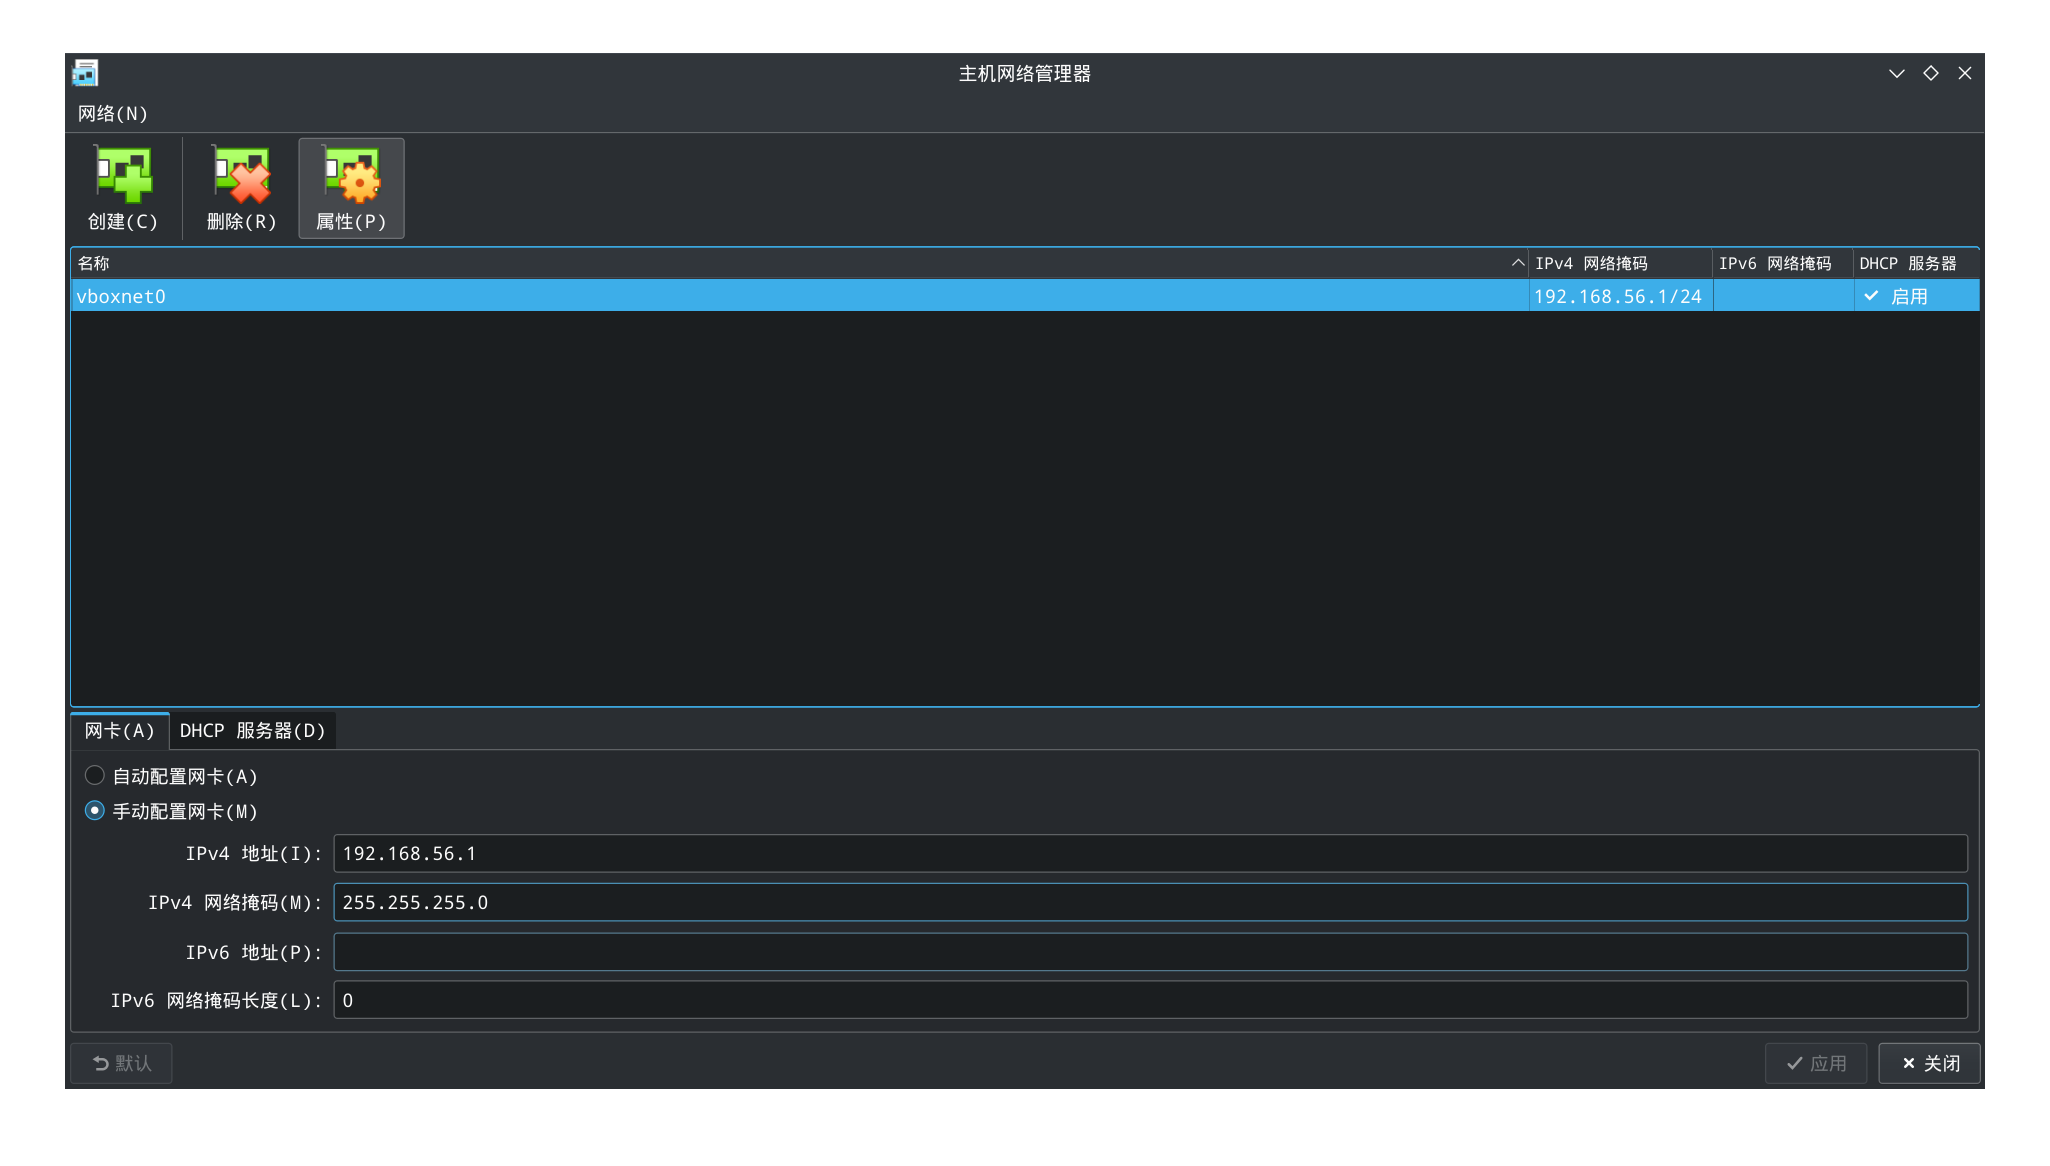 主机网络管理器
网络(N)
创建(C) 删除(R) 属性(P)
名称 IPv4 网络掩码 IPv6 网络掩码 DHCP 服务器
vboxnet0 192.168.56.1/24 启用
网卡(A) DHCP 服务器(D)
自动配置网卡(A)
手动配置网卡(M)
IPv4 地址(I): 192.168.56.1
IPv4 网络掩码(M): 255.255.255.0
IPv6 地址(P):
IPv6 网络掩码长度(L): 0
默认 应用 关闭